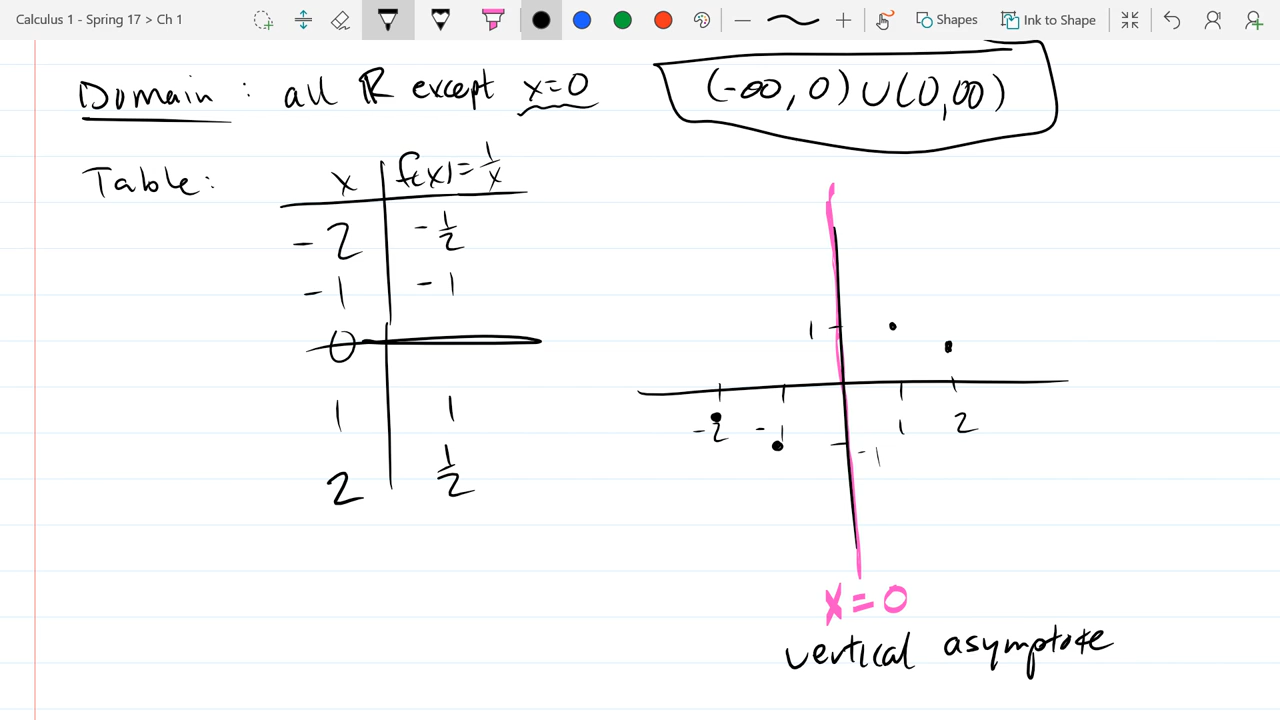 Calculus 1 - Spring 17 > Ch 1
Shapes
Ink to Shape
Domain : all ℝ except x=0 (-∞, 0) ∪ (0, ∞)
Table:
x f(x)=1/x
-2 -1/2
-1 -1
0
1 1
2 1/2
1
-2 -1 1 2
-1
x=0
vertical asymptote